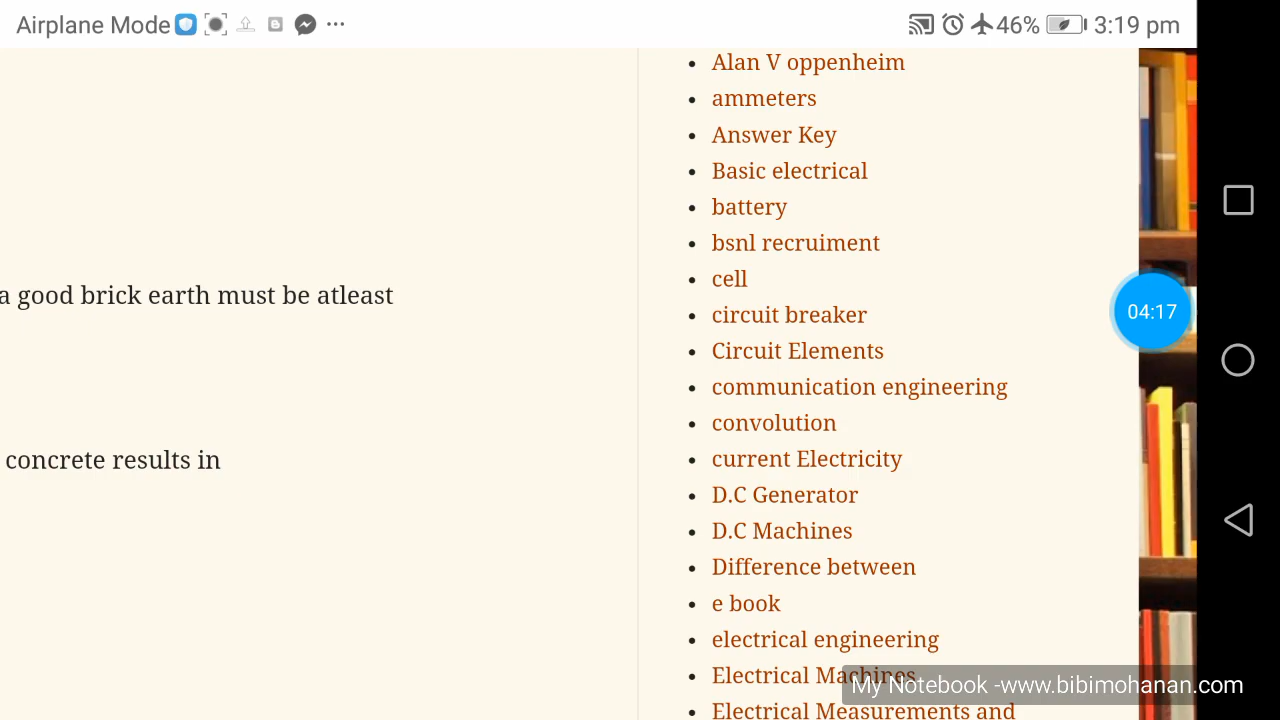 Airplane Mode 46% 3:19 pm
Alan V oppenheim
ammeters
Answer Key
Basic electrical
battery
bsnl recruiment
cell
circuit breaker
Circuit Elements
communication engineering
convolution
current Electricity
D.C Generator
D.C Machines
Difference between
e book
electrical engineering
Electrical Machines
Electrical Measurements and
a good brick earth must be atleast
concrete results in
04:17
My Notebook -www.bibimohanan.com